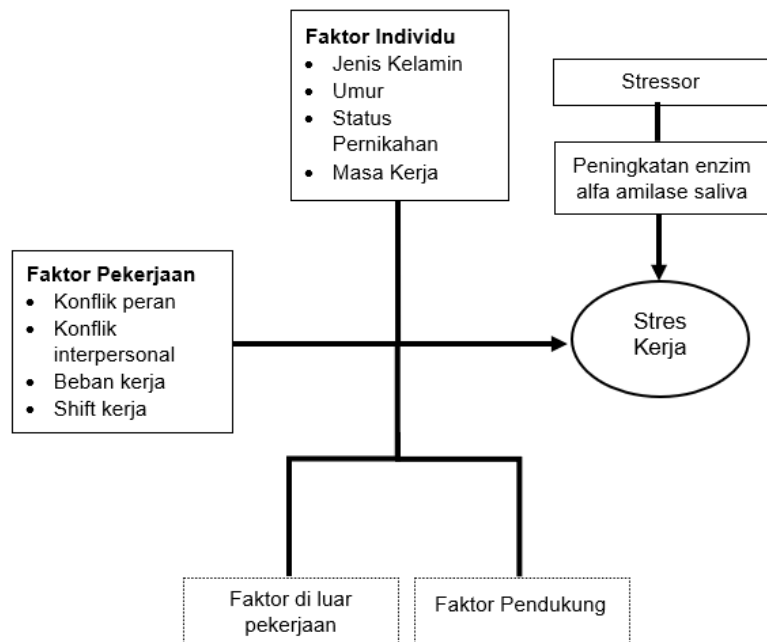 Faktor Individu
• Jenis Kelamin
• Umur
• Status
Pernikahan
• Masa Kerja
Stressor
Peningkatan enzim
alfa amilase saliva
Faktor Pekerjaan
• Konflik peran
• Konflik
interpersonal
• Beban kerja
• Shift kerja
Stres
Kerja
Faktor di luar
pekerjaan
Faktor Pendukung